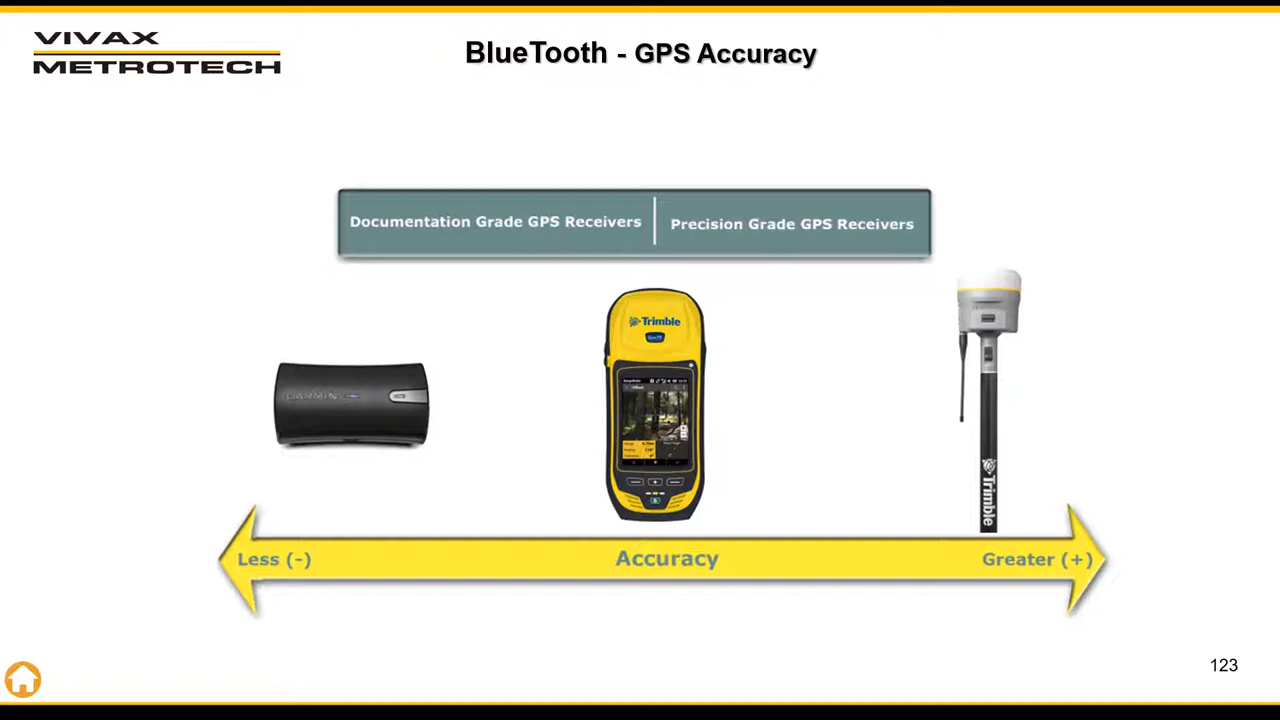 VIVAX
METROTECH
BlueTooth - GPS Accuracy
Documentation Grade GPS Receivers
Precision Grade GPS Receivers
Trimble
GARMIN
Trimble
Less (-)
Accuracy
Greater (+)
123